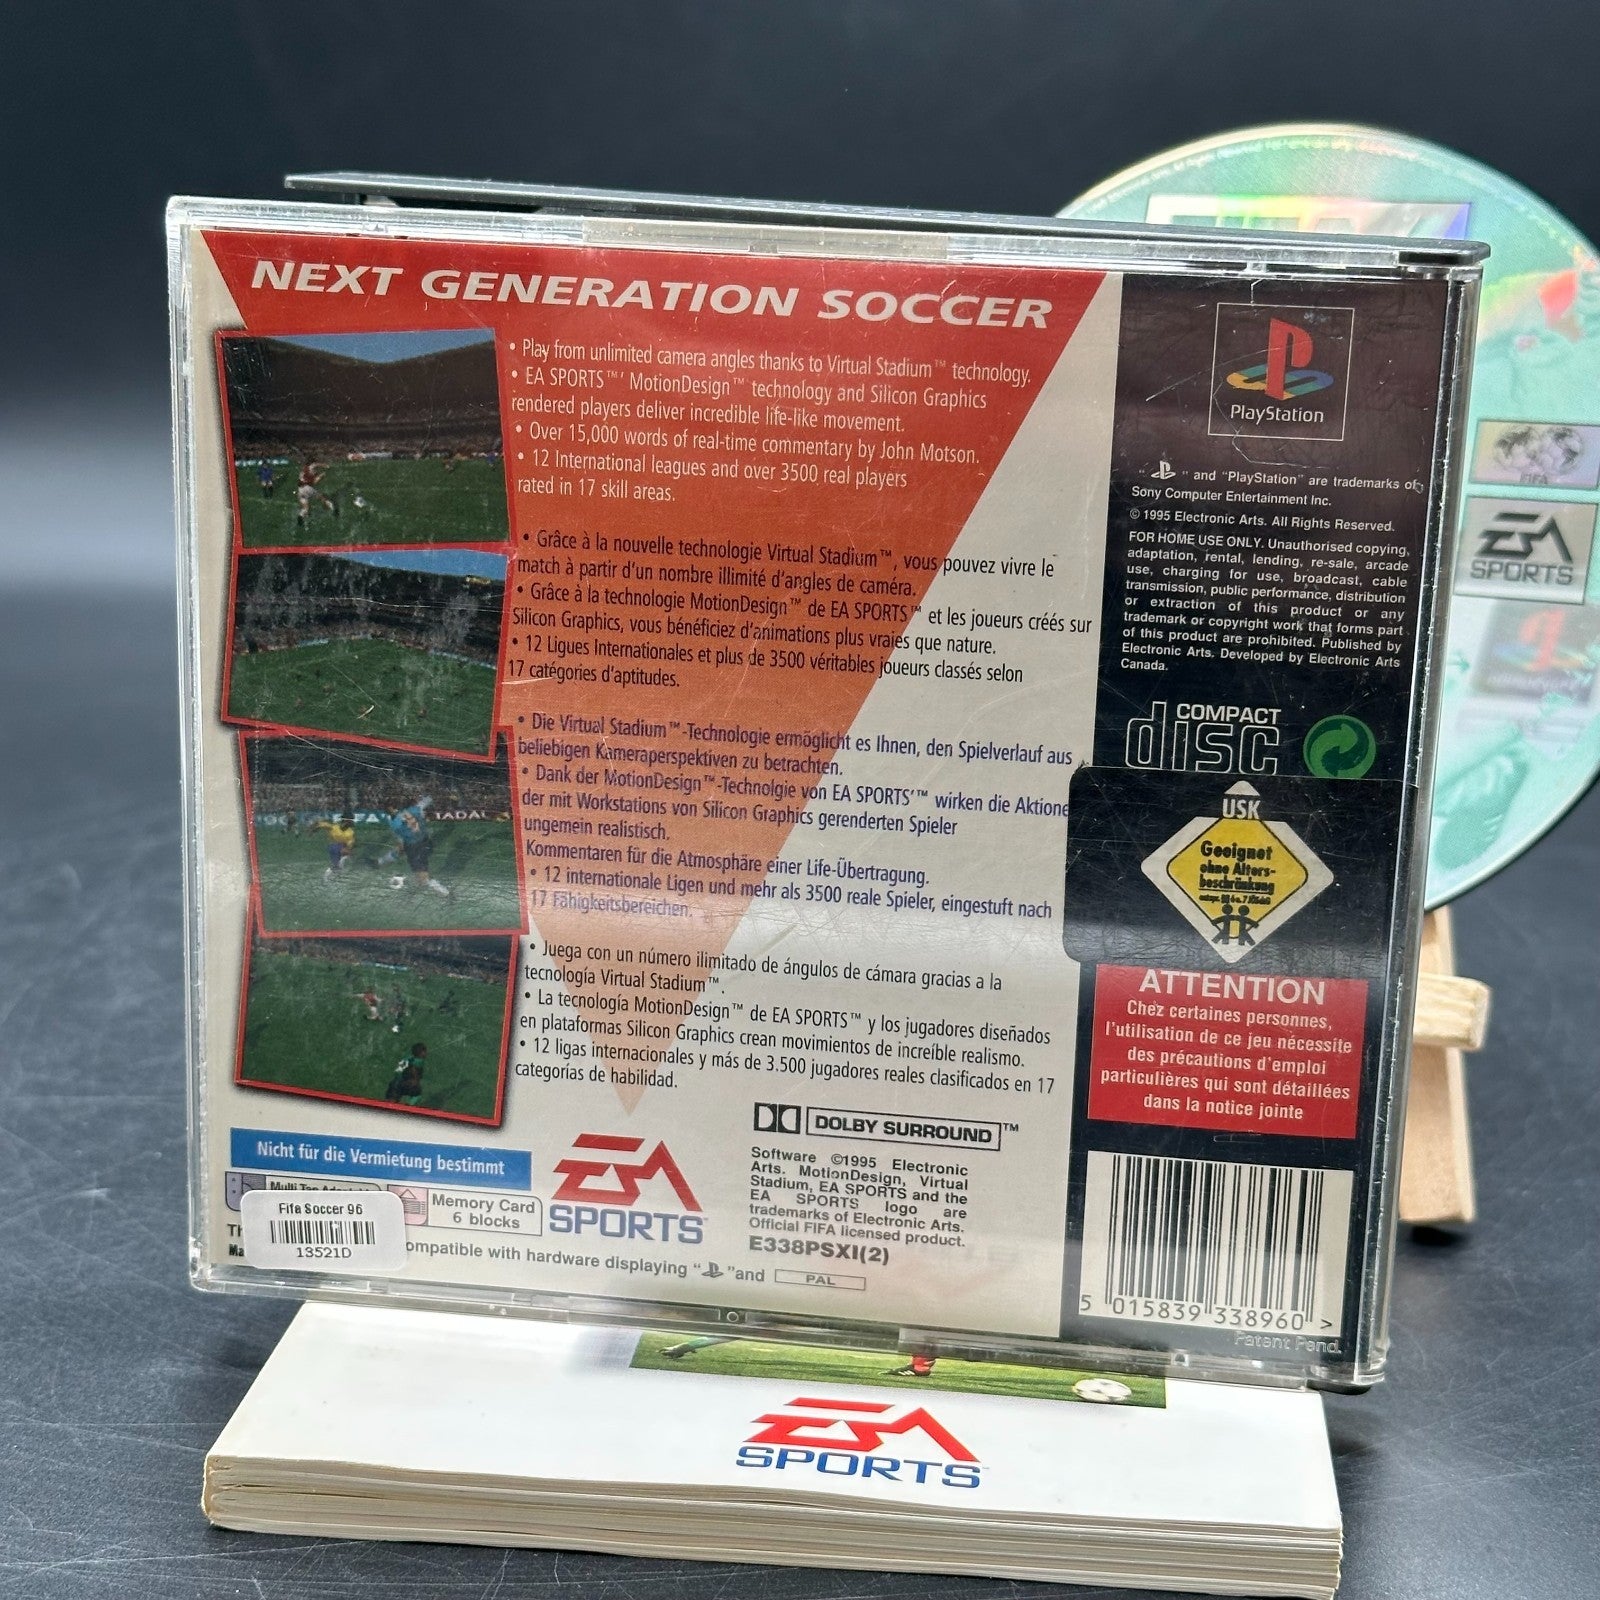 NEXT GENERATION SOCCER
• Play from unlimited camera angles thanks to Virtual Stadium™ technology.
• EA SPORTS™' MotionDesign™ technology and Silicon Graphics
rendered players deliver incredible life-like movement.
• Over 15,000 words of real-time commentary by John Motson.
• 12 International leagues and over 3500 real players
rated in 17 skill areas.
• Grâce à la nouvelle technologie Virtual Stadium™, vous pouvez vivre le
match à partir d'un nombre illimité d'angles de caméra.
• Grâce à la technologie MotionDesign™ de EA SPORTS™ et les joueurs créés sur
Silicon Graphics, vous bénéficiez d'animations plus vraies que nature.
• 12 Ligues Internationales et plus de 3500 véritables joueurs classés selon
17 catégories d'aptitudes.
• Die Virtual Stadium™-Technologie ermöglicht es Ihnen, den Spielverlauf aus
beliebigen Kameraperspektiven zu betrachten.
• Dank der MotionDesign™-Technolgie von EA SPORTS'™ wirken die Aktione
der mit Workstations von Silicon Graphics gerenderten Spieler
ungemein realistisch.
Kommentaren für die Atmosphäre einer Life-Übertragung.
• 12 internationale Ligen und mehr als 3500 reale Spieler, eingestuft nach
17 Fähigkeitsbereichen.
• Juega con un número ilimitado de ángulos de cámara gracias a la
tecnología Virtual Stadium™.
• La tecnología MotionDesign™ de EA SPORTS™ y los jugadores diseñados
en plataformas Silicon Graphics crean movimientos de increíble realismo.
• 12 ligas internacionales y más de 3.500 jugadores reales clasificados en 17
categorías de habilidad.
Nicht für die Vermietung bestimmt
Multi Tap
Memory Card
6 blocks
Fifa Soccer 96
13521D
ompatible with hardware displaying " " and PAL
EA
SPORTS™
DOLBY SURROUND™
Software ©1995 Electronic
Arts. MotionDesign, Virtual
Stadium, EA SPORTS and the
EA SPORTS logo are
trademarks of Electronic Arts.
Official FIFA licensed product.
E338PSXI(2)
PlayStation
" " and "PlayStation" are trademarks of
Sony Computer Entertainment Inc.
© 1995 Electronic Arts. All Rights Reserved.
FOR HOME USE ONLY. Unauthorised copying,
adaptation, rental, lending, re-sale, arcade
use, charging for use, broadcast, cable
transmission, public performance, distribution
or extraction of this product or any
trademark or copyright work that forms part
of this product are prohibited. Published by
Electronic Arts. Developed by Electronic Arts
Canada.
COMPACT
disc
USK
Geeignet
ohne Alters-
beschränkung
ATTENTION
Chez certaines personnes,
l'utilisation de ce jeu nécessite
des précautions d'emploi
particulières qui sont détaillées
dans la notice jointe
5 015839 338960 >
Patent Pend.
FIFA
EA
SPORTS
EA
SPORTS™